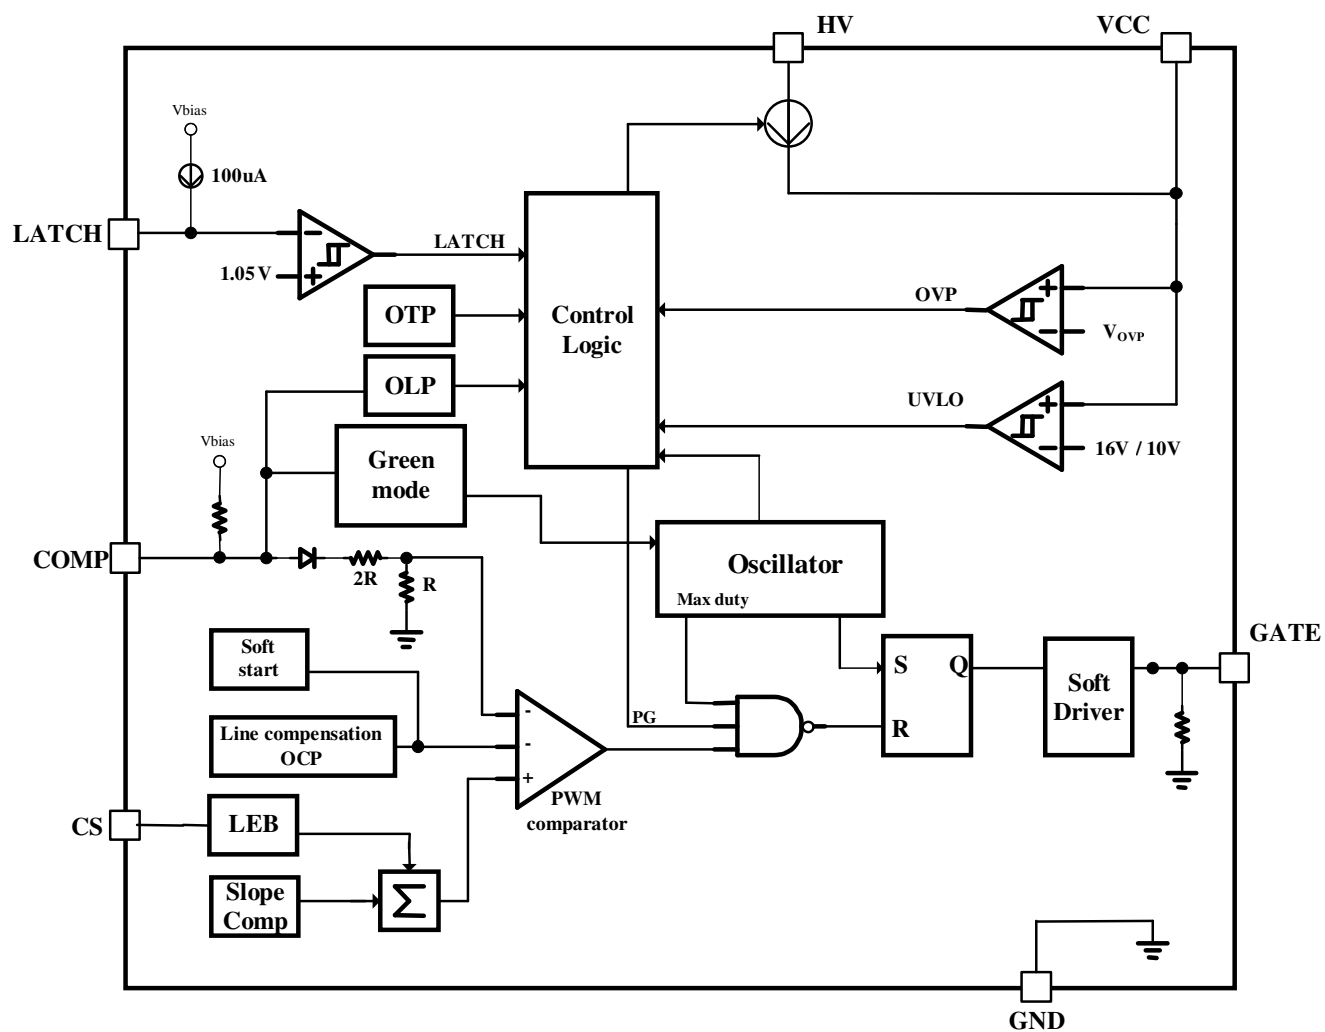 HV
VCC
Vbias
100uA
LATCH
LATCH
1.05V
OTP
Control
Logic
OVP
VOVP
OLP
UVLO
16V / 10V
Vbias
Green
mode
COMP
2R
R
Oscillator
Max duty
GATE
Soft
start
S
Q
R
Soft
Driver
PG
Line compensation
OCP
-
-
+
PWM
comparator
CS
LEB
Slope
Comp
Σ
GND